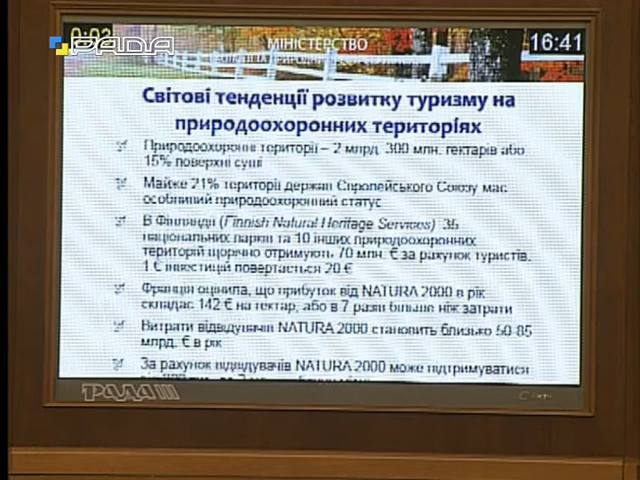 0:02
РАДА
МІНІСТЕРСТВО
16:41
Світові тенденції розвитку туризму на
природоохоронних територіях
Природоохоронні території – 2 млрд. 300 млн. гектарів або
15% поверхні суші
Майже 21% території держав Європейського Союзу має
особливий природоохоронний статус
В Фінляндії (Finnish Natural Heritage Services) 35
національних парків та 10 інших природоохоронних
територій щорічно отримують 70 млн. € за рахунок туристів.
1 € інвестицій повертається 20 €
Франція оцінила, що прибуток від NATURA 2000 в рік
складає 142 € на гектар, або в 7 разів більше ніж затрати
Витрати відвідувачів NATURA 2000 становить близько 50-85
млрд. € в рік
За рахунок відвідувачів NATURA 2000 може підтримуватися
РАДА